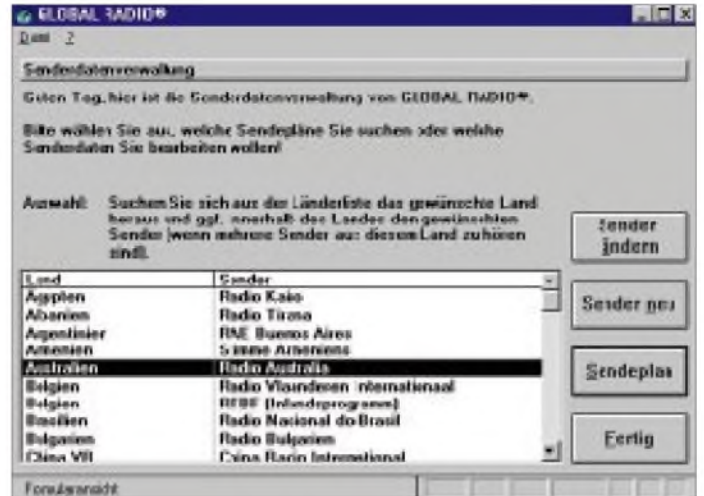 GLOBAL RADIO®
Datei ?
Senderdatenverwaltung
Guten Tag, hier ist die Senderdatenverwaltung von GLOBAL RADIO®.
Bitte wählen Sie aus, welche Sendepläne Sie suchen oder welche
Senderdaten Sie bearbeiten wollen!
Auswahl: Suchen Sie sich aus der Länderliste das gewünschte Land
heraus und ggf. innerhalb des Landes den gewünschten
Sender (wenn mehrere Sender aus diesem Land zu hören
sind).
Sender
ändern
Land Sender
Ägypten Radio Kairo
Albanien Radio Tirana
Argentinier RAE Buenos Aires
Armenien Stimme Armeniens
Australien Radio Australia
Belgien Radio Vlaanderen Internationaal
Belgien RTBF (Inlandsprogramm)
Brasilien Radio Nacional do Brasil
Bulgarien Radio Bulgarien
China VR China Radio International
Sender neu
Sendeplan
Fertig
Formularansicht